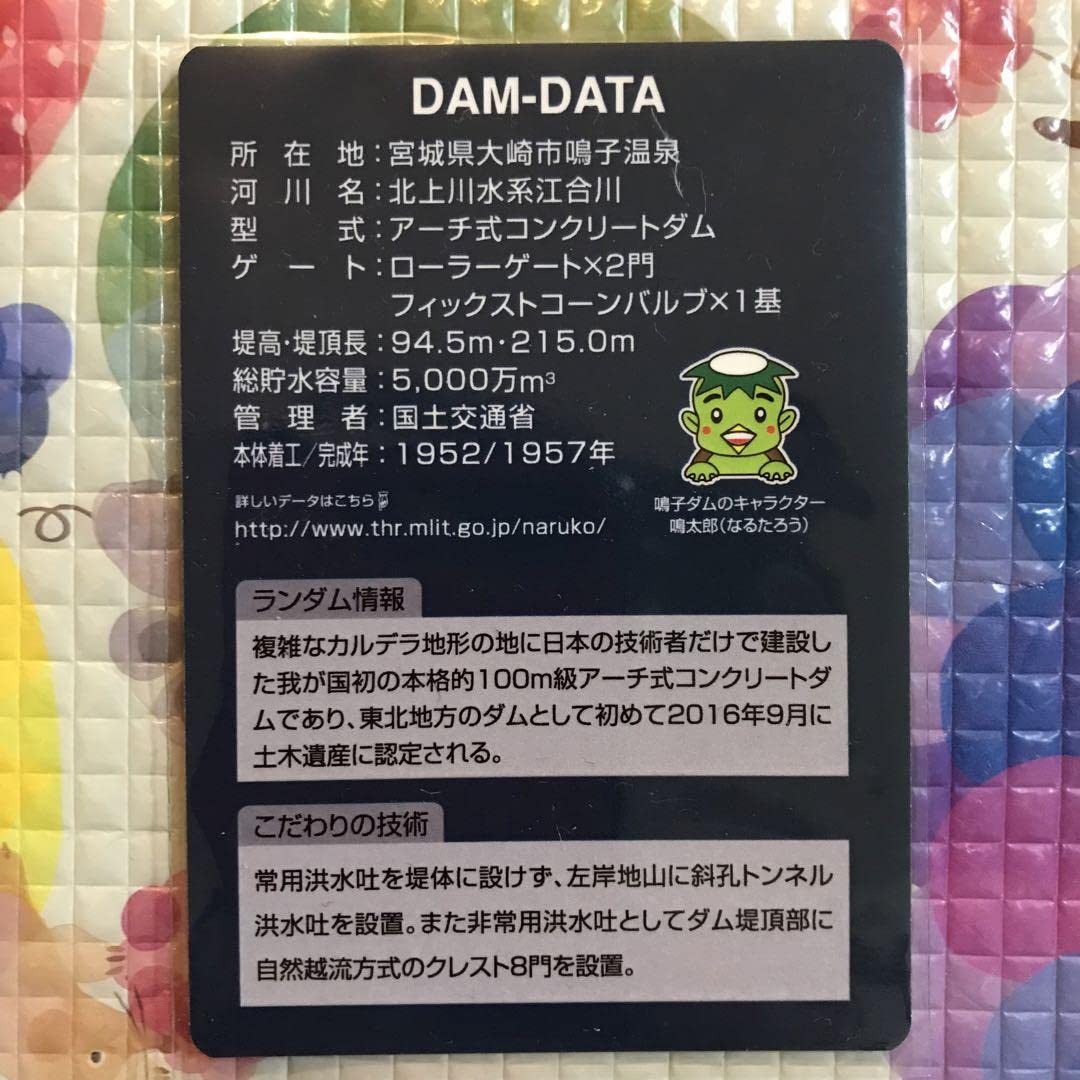 DAM-DATA
所在地：宮城県大崎市鳴子温泉
河川名：北上川水系江合川
型式：アーチ式コンクリートダム
ゲート：ローラーゲート×2門
フィックストコーンバルブ×1基
堤高・堤頂長：94.5m・215.0m
総貯水容量：5,000万m³
管理者：国土交通省
本体着工/完成年：1952/1957年
詳しいデータはこちら
http://www.thr.mlit.go.jp/naruko/
鳴子ダムのキャラクター
鳴太郎（なるたろう）
ランダム情報
複雑なカルデラ地形の地に日本の技術者だけで建設し
た我が国初の本格的100m級アーチ式コンクリートダ
ムであり、東北地方のダムとして初めて2016年9月に
土木遺産に認定される。
こだわりの技術
常用洪水吐を堤体に設けず、左岸地山に斜孔トンネル
洪水吐を設置。また非常用洪水吐としてダム堤頂部に
自然越流方式のクレスト8門を設置。